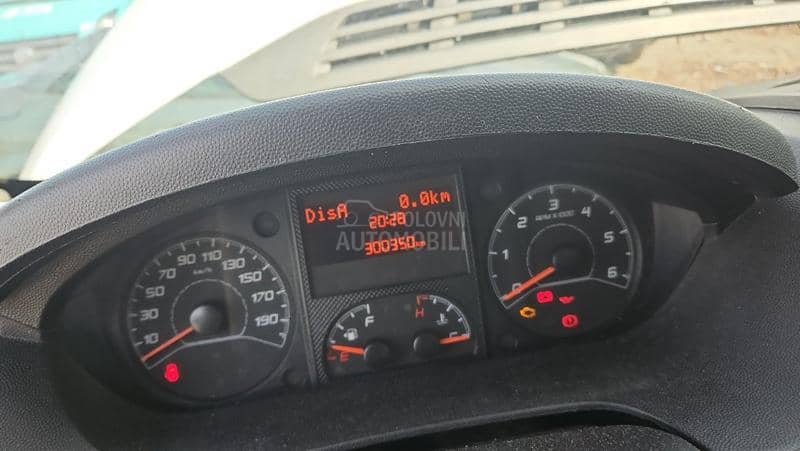 DisA 0.0km
20:28
300350 km
POLOVNI
AUTOMOBILI
10 30 50 70 90 110 130 150 170 190
km/h
F
E
H
C
RPM X 1000
0 1 2 3 4 5 6